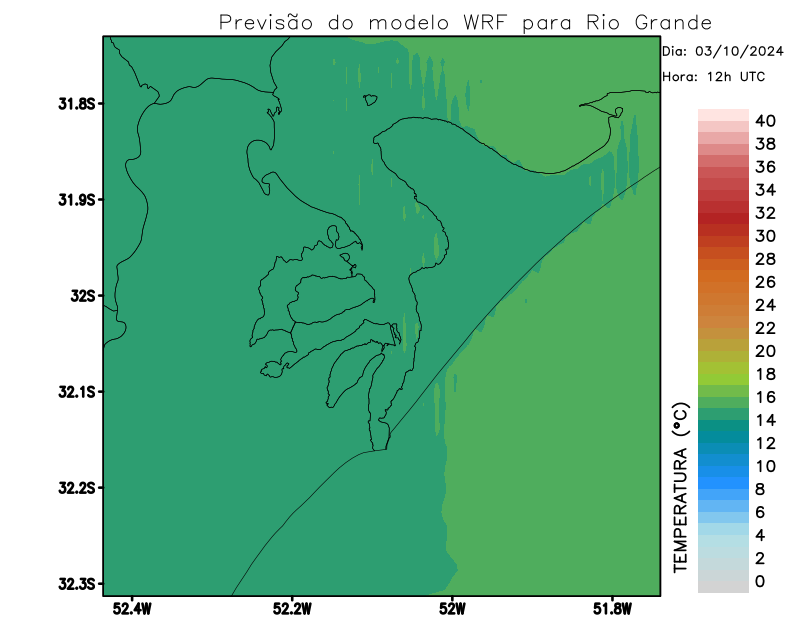 Previsão do modelo WRF para Rio Grande
Dia: 03/10/2024
Hora: 12h UTC
31.8S
31.9S
32S
32.1S
32.2S
32.3S
52.4W
52.2W
52W
51.8W
TEMPERATURA (°C)
40
38
36
34
32
30
28
26
24
22
20
18
16
14
12
10
8
6
4
2
0